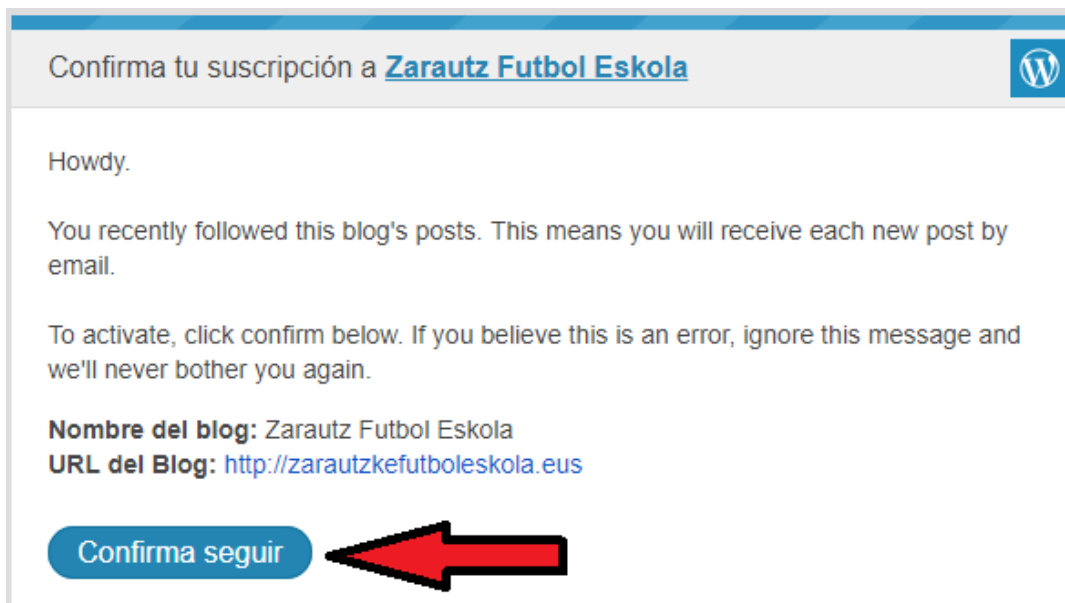 Confirma tu suscripción a Zarautz Futbol Eskola
Howdy.
You recently followed this blog's posts. This means you will receive each new post by
email.
To activate, click confirm below. If you believe this is an error, ignore this message and
we'll never bother you again.
Nombre del blog: Zarautz Futbol Eskola
URL del Blog: http://zarautzkefutboleskola.eus
Confirma seguir